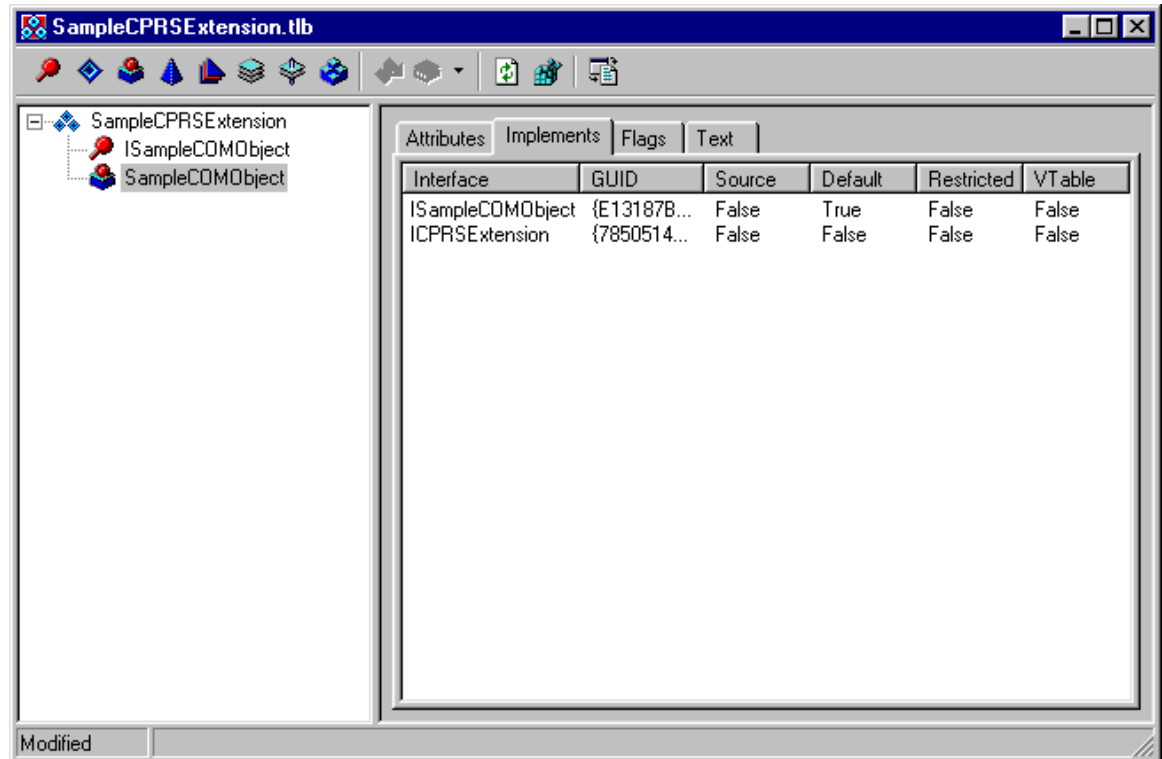 SampleCPRSExtension.tlb
SampleCPRSExtension
ISampleCOMObject
SampleCOMObject
Attributes Implements Flags Text
Interface GUID Source Default Restricted VTable
ISampleCOMObject {E13187B... False True False False
ICPRSExtension {7850514... False False False False
Modified